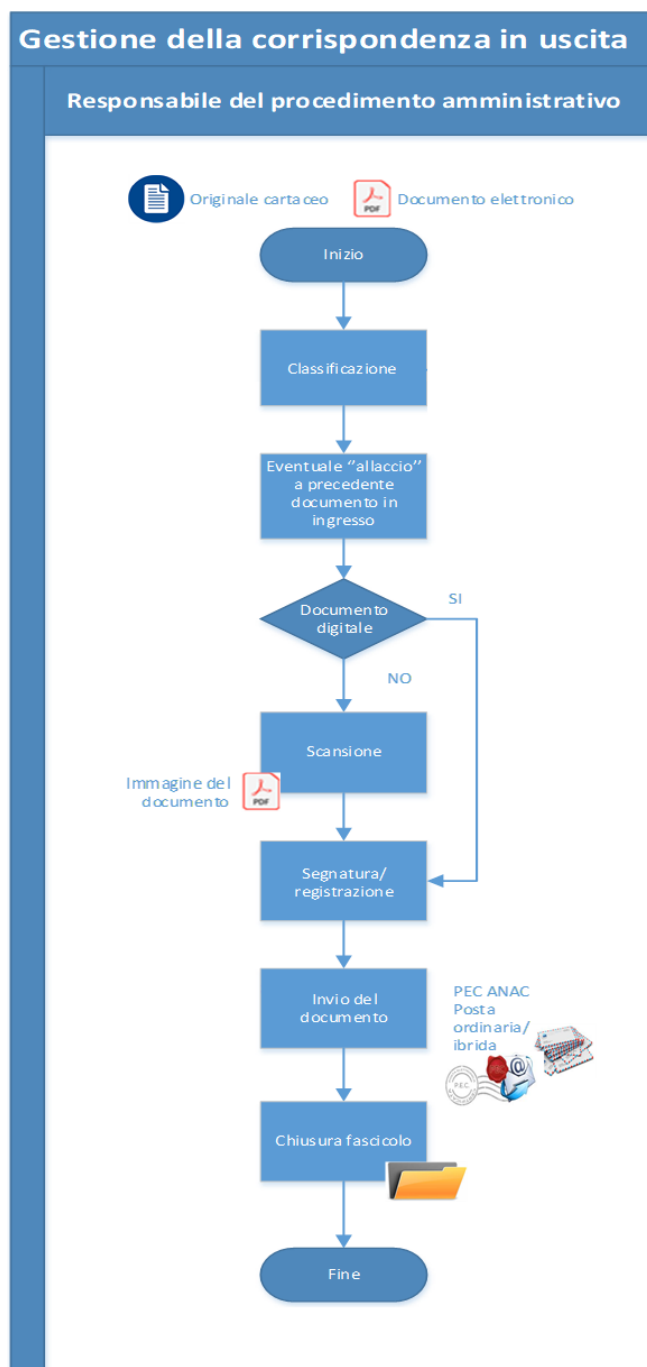 Gestione della corrispondenza in uscita
Responsabile del procedimento amministrativo
Originale cartaceo
PDF
Documento elettronico
Inizio
Classificazione
Eventuale "allaccio"
a precedente
documento in
ingresso
Documento
digitale
SI
NO
Scansione
Immagine del
documento
PDF
Segnatura/
registrazione
Invio del
documento
PEC ANAC
Posta
ordinaria/
ibrida
@
P.E.C.
Chiusura fascicolo
Fine